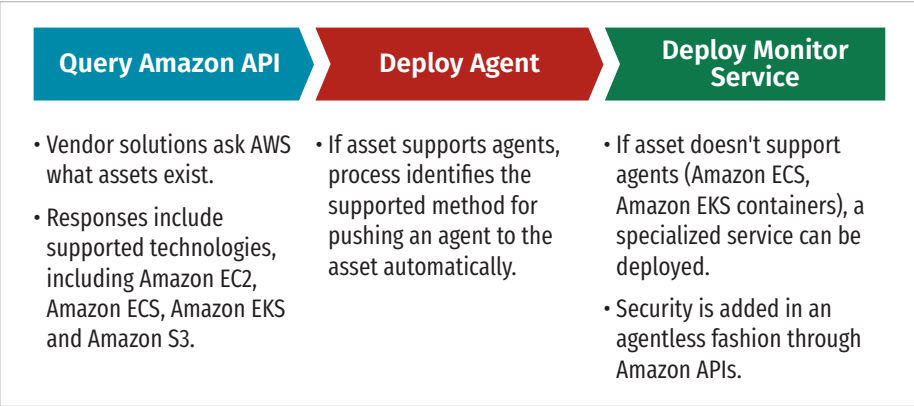 Query Amazon API
Deploy Agent
Deploy Monitor
Service
• Vendor solutions ask AWS
what assets exist.
• Responses include
supported technologies,
including Amazon EC2,
Amazon ECS, Amazon EKS
and Amazon S3.
• If asset supports agents,
process identifies the
supported method for
pushing an agent to the
asset automatically.
• If asset doesn't support
agents (Amazon ECS,
Amazon EKS containers), a
specialized service can be
deployed.
• Security is added in an
agentless fashion through
Amazon APIs.